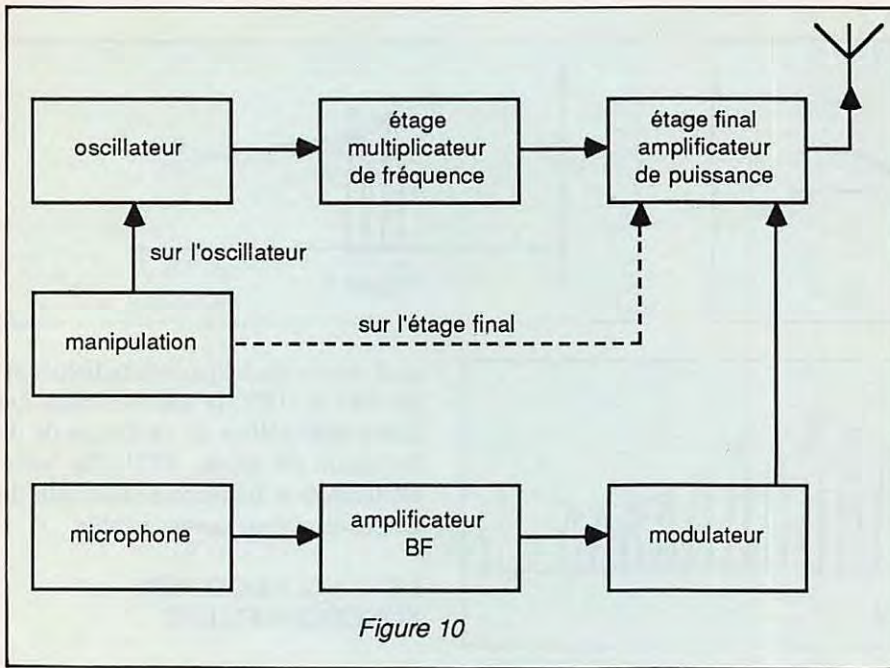 oscillateur
étage
multiplicateur
de fréquence
étage final
amplificateur
de puissance
sur l'oscillateur
manipulation
sur l'étage final
microphone
amplificateur
BF
modulateur
Figure 10